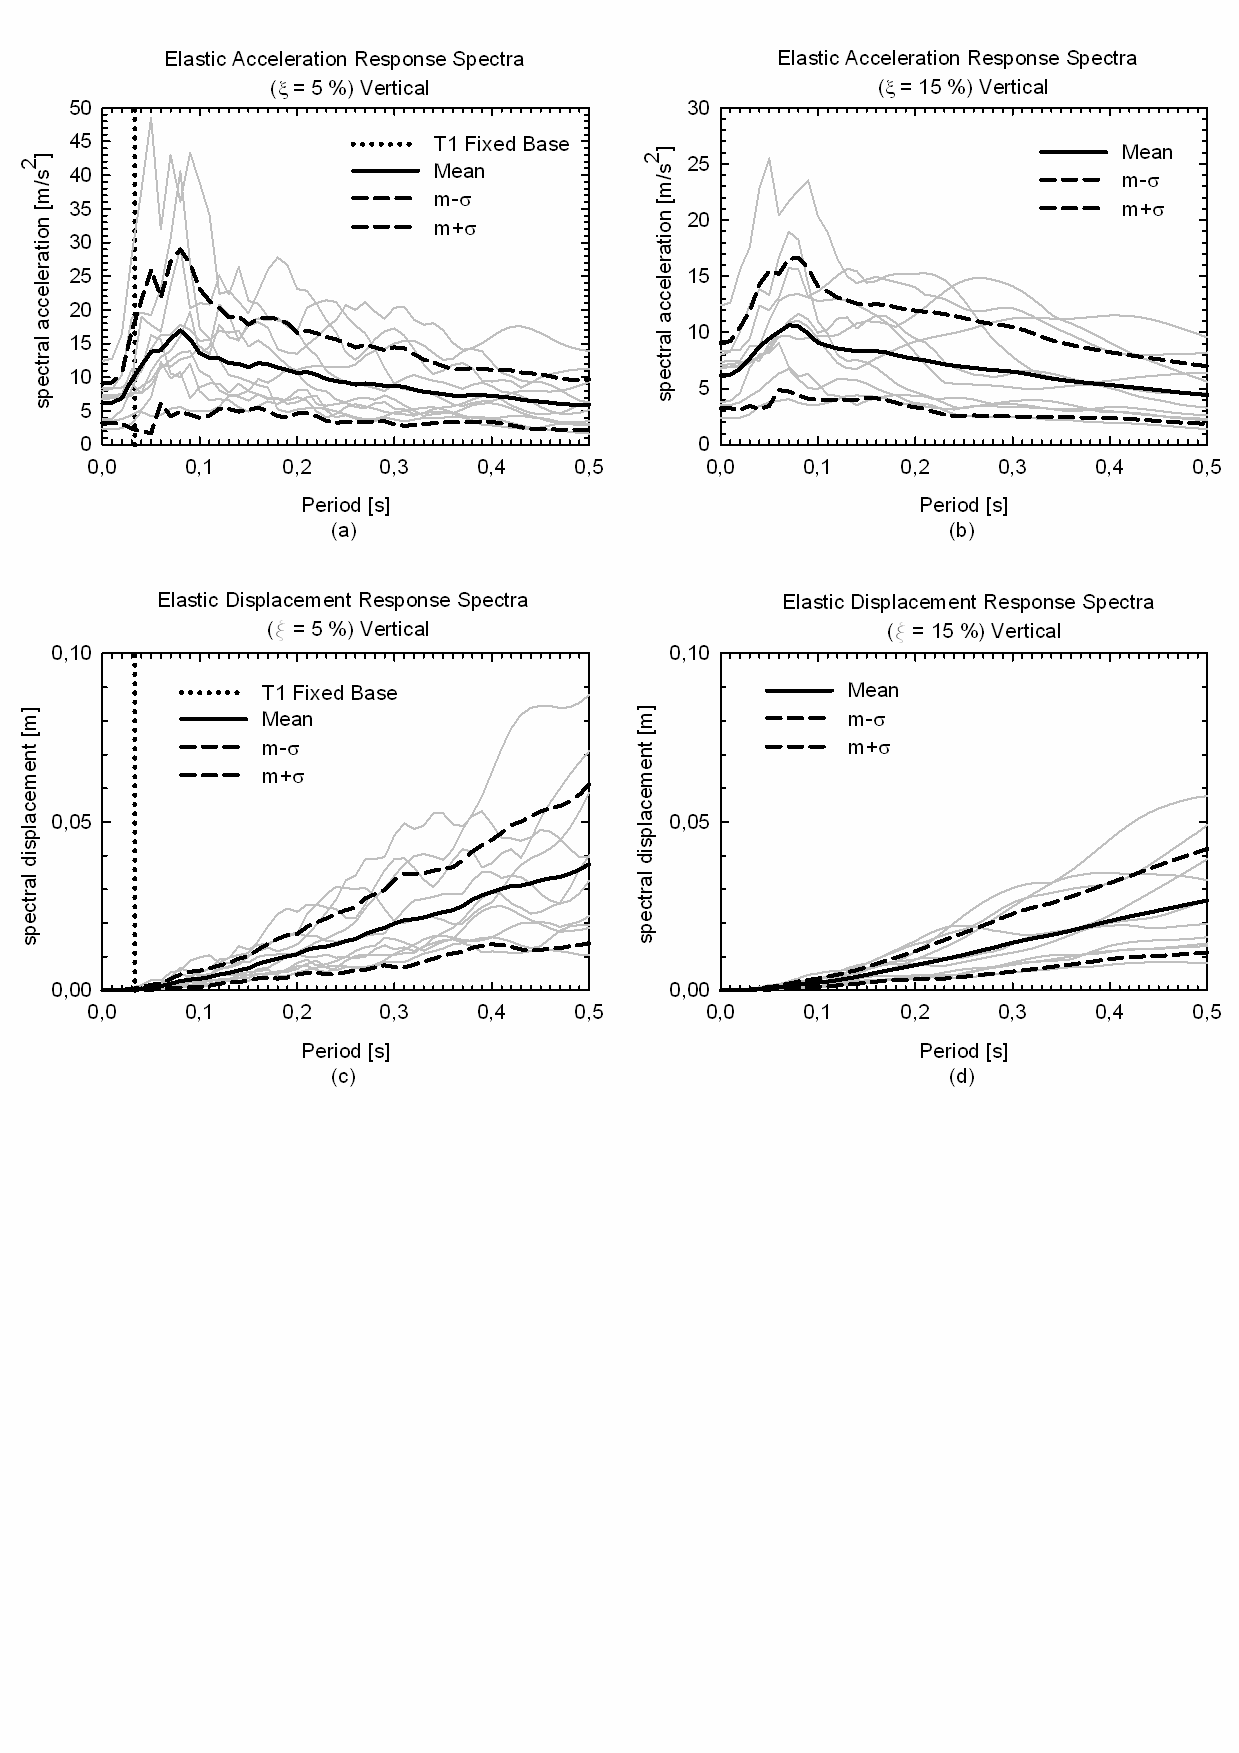 Elastic Acceleration Response Spectra
(ξ = 5 %) Vertical
spectral acceleration [m/s²]
50
45
40
35
30
25
20
15
10
5
0
T1 Fixed Base
Mean
m-σ
m+σ
0,0 0,1 0,2 0,3 0,4 0,5
Period [s]
(a)
Elastic Acceleration Response Spectra
(ξ = 15 %) Vertical
spectral acceleration [m/s²]
30
25
20
15
10
5
0
Mean
m-σ
m+σ
0,0 0,1 0,2 0,3 0,4 0,5
Period [s]
(b)
Elastic Displacement Response Spectra
(ξ = 5 %) Vertical
spectral displacement [m]
0,10
0,05
0,00
T1 Fixed Base
Mean
m-σ
m+σ
0,0 0,1 0,2 0,3 0,4 0,5
Period [s]
(c)
Elastic Displacement Response Spectra
(ξ = 15 %) Vertical
spectral displacement [m]
0,10
0,05
0,00
Mean
m-σ
m+σ
0,0 0,1 0,2 0,3 0,4 0,5
Period [s]
(d)